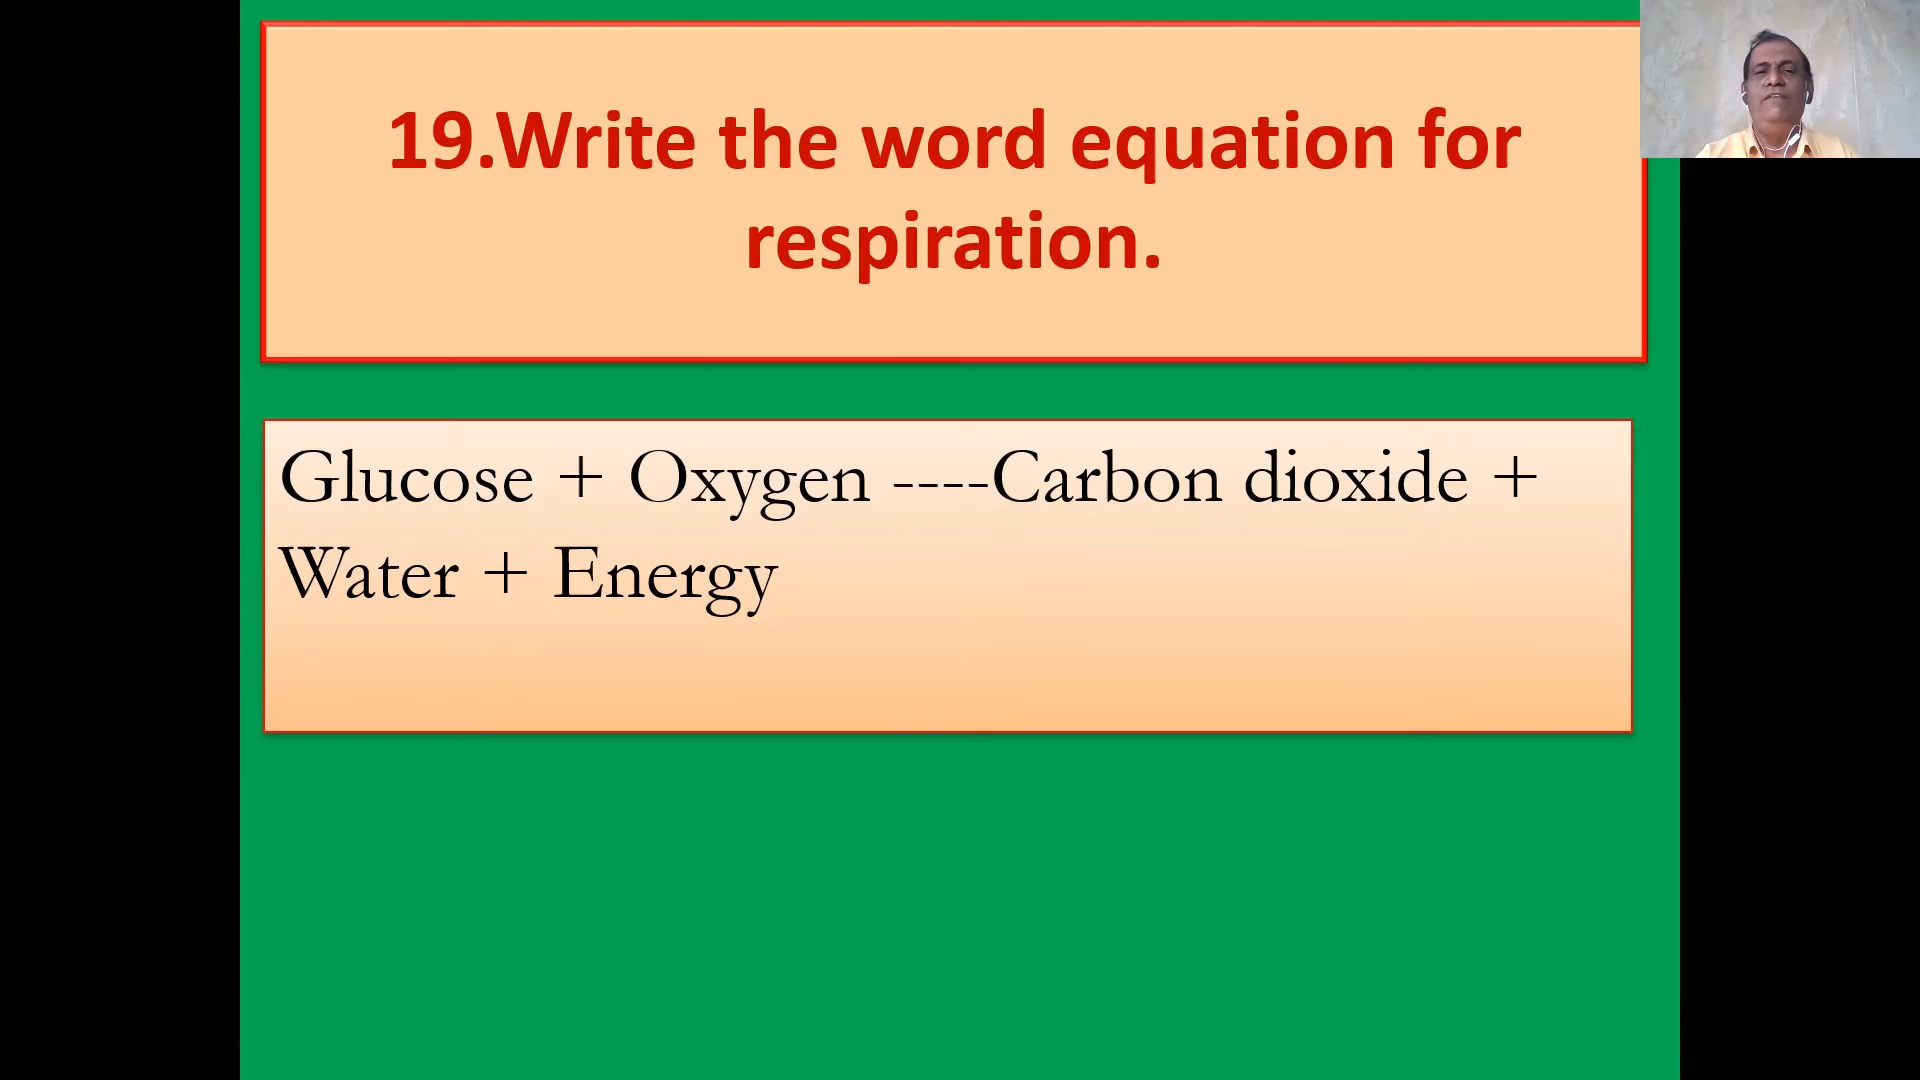 19.Write the word equation for
respiration.
Glucose + Oxygen ----Carbon dioxide +
Water + Energy